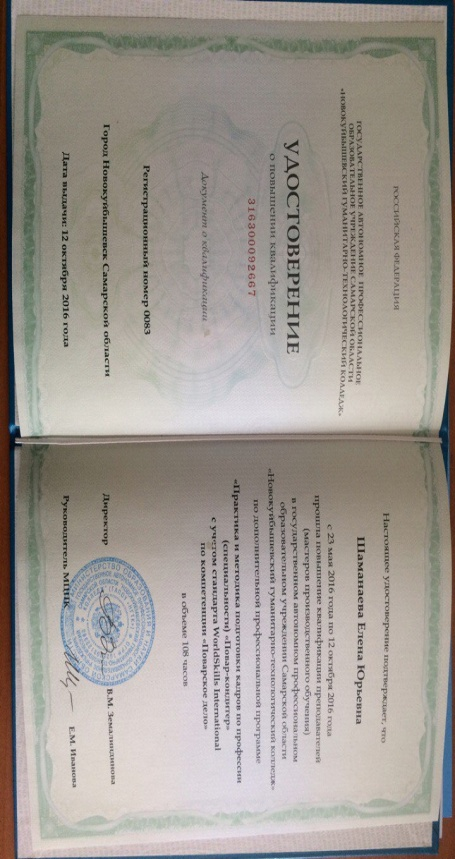 РОССИЙСКАЯ ФЕДЕРАЦИЯ
ГОСУДАРСТВЕННОЕ АВТОНОМНОЕ ПРОФЕССИОНАЛЬНОЕ
ОБРАЗОВАТЕЛЬНОЕ УЧРЕЖДЕНИЕ САМАРСКОЙ ОБЛАСТИ
«НОВОКУЙБЫШЕВСКИЙ ГУМАНИТАРНО-ТЕХНОЛОГИЧЕСКИЙ КОЛЛЕДЖ»
УДОСТОВЕРЕНИЕ
о повышении квалификации
316300092667
Документ о квалификации
Регистрационный номер 0083
Город Новокуйбышевск Самарской области
Дата выдачи: 12 октября 2016 года
Настоящее удостоверение подтверждает, что
Шаманаева Елена Юрьевна
с 23 мая 2016 года по 12 октября 2016 года
прошла повышение квалификации преподавателей
(мастеров производственного обучения)
в государственном автономном профессиональном
образовательном учреждении Самарской области
«Новокуйбышевский гуманитарно-технологический колледж»
по дополнительной профессиональной программе
«Практика и методика подготовки кадров по профессии
(специальности) «Повар-кондитер»
с учетом стандарта WorldSkills International
по компетенции «Поварское дело»
в объеме 108 часов
Директор В.М. Земалиндинова
Руководитель МЦПК Е.М. Иванова